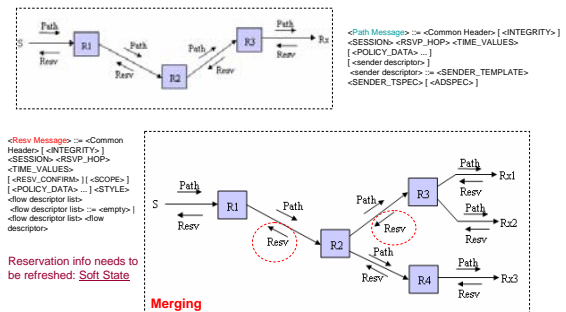 Path
Path
S
R1
Path
Resv
R3
Rx
Resv
Resv
R2
Resv
<Path Message> ::= <Common Header> [ <INTEGRITY> ]
<SESSION> <RSVP_HOP> <TIME_VALUES>
[ <POLICY_DATA> ... ]
[ <sender descriptor> ]
<sender descriptor> ::= <SENDER_TEMPLATE>
<SENDER_TSPEC> [ <ADSPEC> ]
<Resv Message> ::= <Common
Header> [ <INTEGRITY> ]
<SESSION> <RSVP_HOP>
<TIME_VALUES>
[ <RESV_CONFIRM> ] [ <SCOPE> ]
[ <POLICY_DATA> ... ] <STYLE>
<flow descriptor list>
<flow descriptor list> ::= <empty> |
<flow descriptor list> <flow
descriptor>
Reservation info needs to
be refreshed: Soft State
Path
S
R1
Path
Resv
Resv
R2
Path
Resv
R3
Path
Rx1
Resv
Path
Rx2
Resv
Path
Resv
R4
Path
Rx3
Resv
Merging